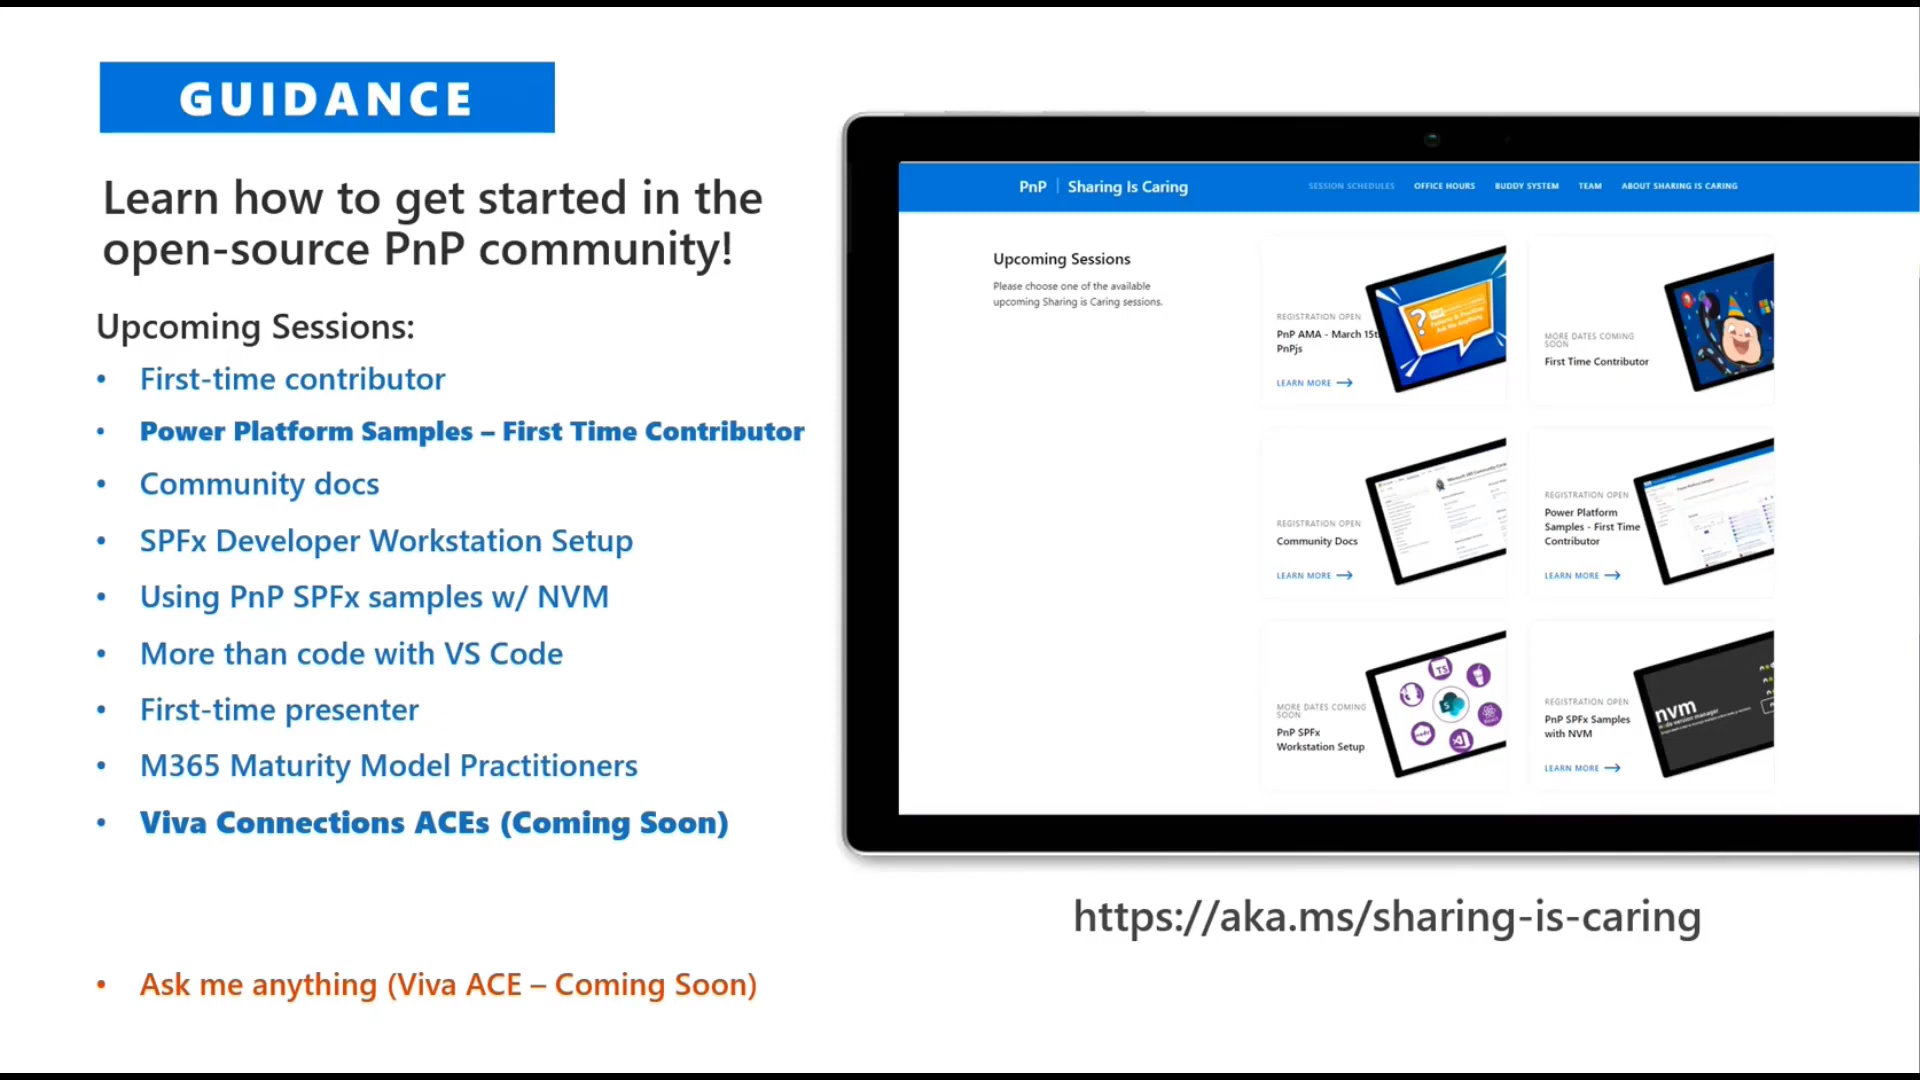 GUIDANCE
Learn how to get started in the
open-source PnP community!
Upcoming Sessions:
• First-time contributor
• Power Platform Samples – First Time Contributor
• Community docs
• SPFx Developer Workstation Setup
• Using PnP SPFx samples w/ NVM
• More than code with VS Code
• First-time presenter
• M365 Maturity Model Practitioners
• Viva Connections ACEs (Coming Soon)
• Ask me anything (Viva ACE – Coming Soon)
PnP | Sharing Is Caring
SESSION SCHEDULES OFFICE HOURS BUDDY SYSTEM TEAM ABOUT SHARING IS CARING
Upcoming Sessions
Please choose one of the available
upcoming Sharing is Caring sessions.
REGISTRATION OPEN
PnP AMA - March 15t
PnPjs
LEARN MORE
MORE DATES COMING
SOON
First Time Contributor
REGISTRATION OPEN
Community Docs
LEARN MORE
REGISTRATION OPEN
Power Platform
Samples - First Time
Contributor
LEARN MORE
MORE DATES COMING
SOON
PnP SPFx
Workstation Setup
TS
S
REGISTRATION OPEN
PnP SPFx Samples
with NVM
LEARN MORE
nvm
node version manager
https://aka.ms/sharing-is-caring